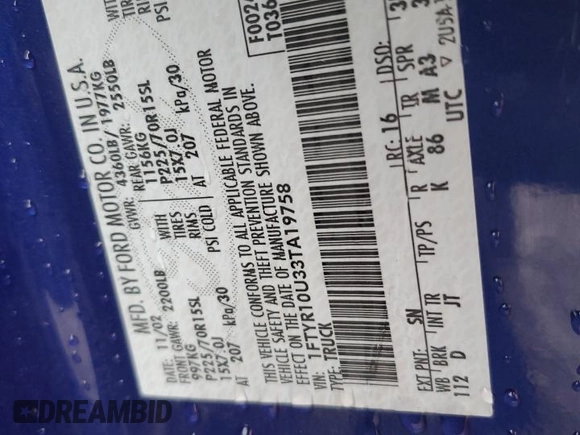 MFD. BY FORD MOTOR CO. IN U.S.A.
DATE: 11/02 GVWR: 4360LB/ 1977KG
FRONT GAWR: 2200LB REAR GAWR: 2550LB
997KG WITH 1156KG WITH
P225/70R15SL TIRES P225/70R15SL
15X7.0J RIMS 15X7.0J
AT 207 kPa/30 PSI COLD AT 207 kPa/30 PSI
THIS VEHICLE CONFORMS TO ALL APPLICABLE FEDERAL MOTOR
VEHICLE SAFETY AND THEFT PREVENTION STANDARDS IN
EFFECT ON THE DATE OF MANUFACTURE SHOWN ABOVE.
VIN: 1FTYR10U33TA19758
TYPE: TRUCK
EXT PNT: SN RC: 16 DSO:
WB BRK INT TR TP/PS R AXLE TR SPR
112 D JT K 86 M A3
UTC ▽ 2USA
DREAMBID